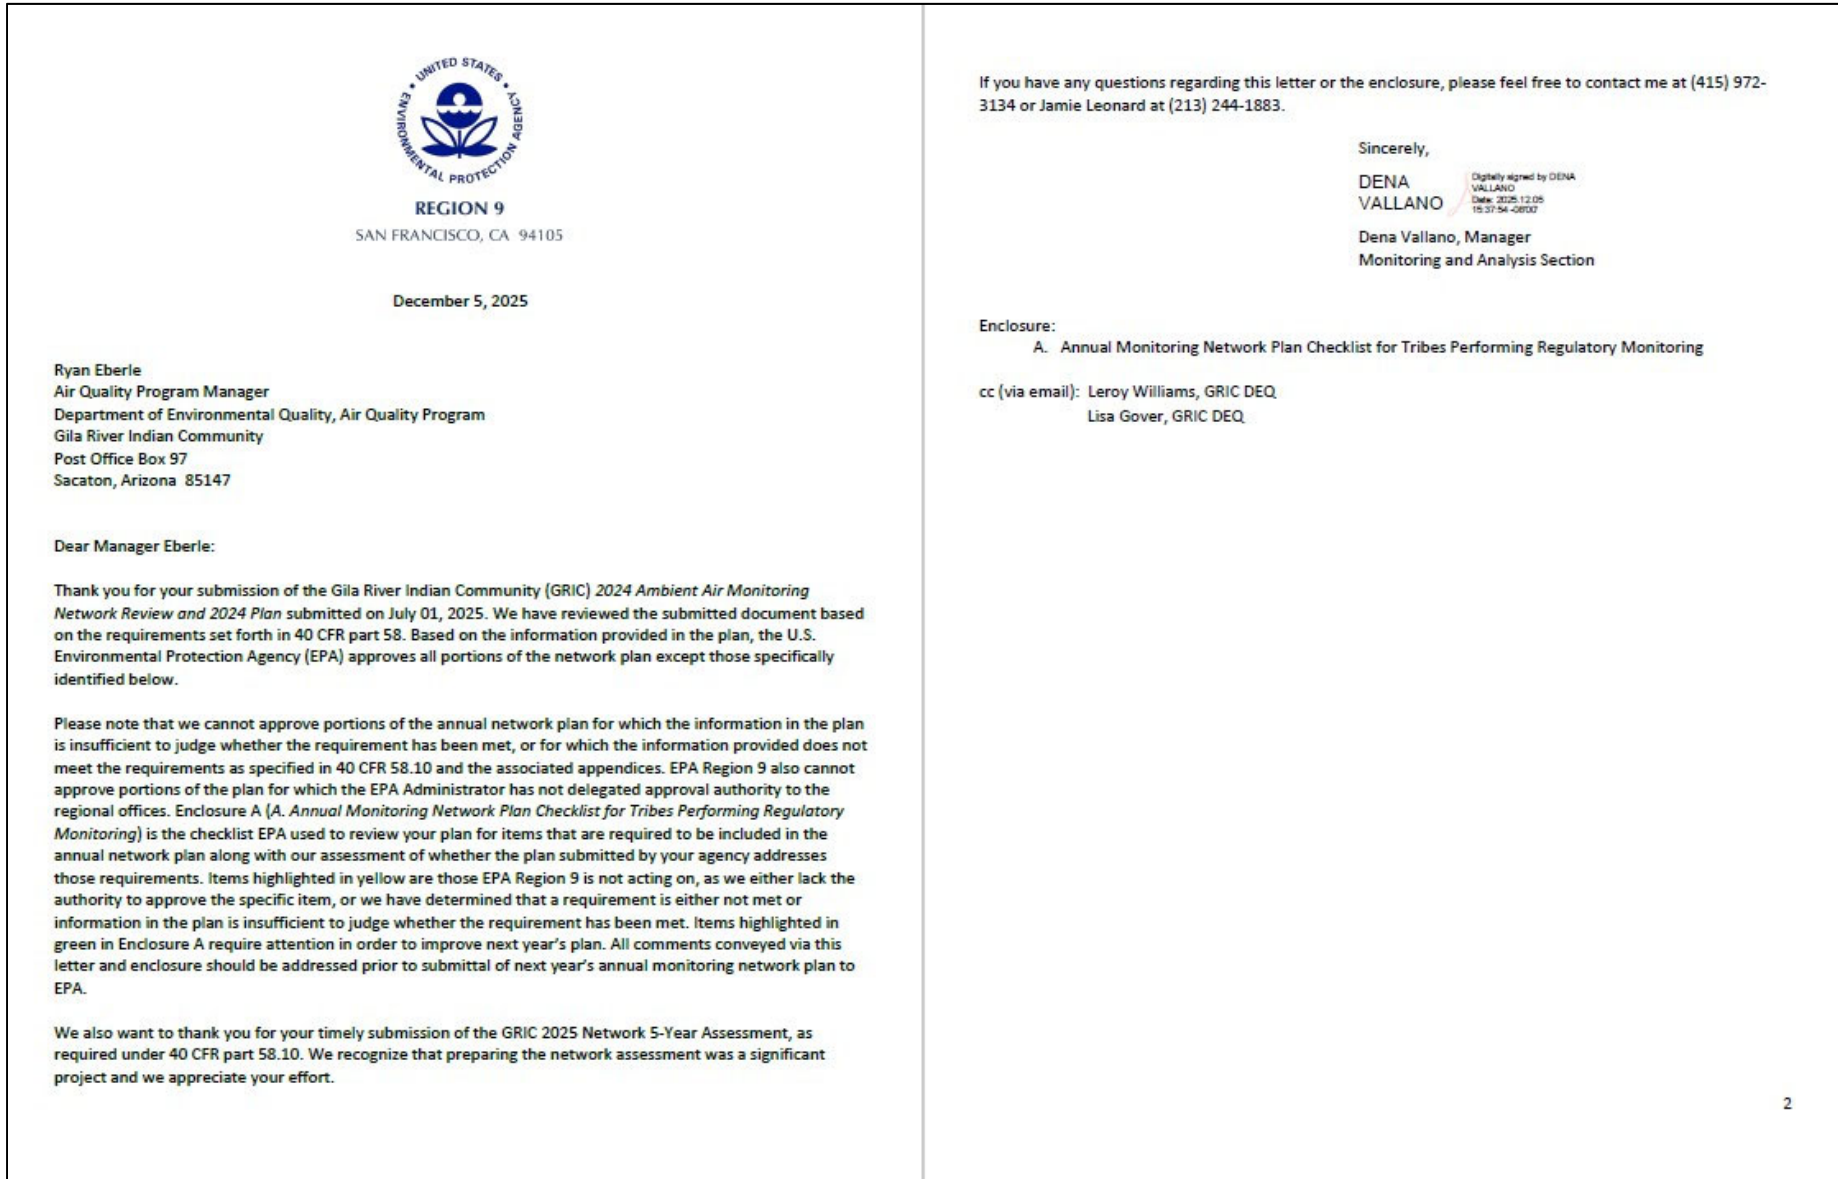 UNITED STATES
ENVIRONMENTAL PROTECTION AGENCY
REGION 9
SAN FRANCISCO, CA 94105
December 5, 2025
Ryan Eberle
Air Quality Program Manager
Department of Environmental Quality, Air Quality Program
Gila River Indian Community
Post Office Box 97
Sacaton, Arizona 85147
Dear Manager Eberle:
Thank you for your submission of the Gila River Indian Community (GRIC) 2024 Ambient Air Monitoring
Network Review and 2024 Plan submitted on July 01, 2025. We have reviewed the submitted document based
on the requirements set forth in 40 CFR part 58. Based on the information provided in the plan, the U.S.
Environmental Protection Agency (EPA) approves all portions of the network plan except those specifically
identified below.
Please note that we cannot approve portions of the annual network plan for which the information in the plan
is insufficient to judge whether the requirement has been met, or for which the information provided does not
meet the requirements as specified in 40 CFR 58.10 and the associated appendices. EPA Region 9 also cannot
approve portions of the plan for which the EPA Administrator has not delegated approval authority to the
regional offices. Enclosure A (A. Annual Monitoring Network Plan Checklist for Tribes Performing Regulatory
Monitoring) is the checklist EPA used to review your plan for items that are required to be included in the
annual network plan along with our assessment of whether the plan submitted by your agency addresses
those requirements. Items highlighted in yellow are those EPA Region 9 is not acting on, as we either lack the
authority to approve the specific item, or we have determined that a requirement is either not met or
information in the plan is insufficient to judge whether the requirement has been met. Items highlighted in
green in Enclosure A require attention in order to improve next year's plan. All comments conveyed via this
letter and enclosure should be addressed prior to submittal of next year's annual monitoring network plan to
EPA.
We also want to thank you for your timely submission of the GRIC 2025 Network 5-Year Assessment, as
required under 40 CFR part 58.10. We recognize that preparing the network assessment was a significant
project and we appreciate your effort.
If you have any questions regarding this letter or the enclosure, please feel free to contact me at (415) 972-
3134 or Jamie Leonard at (213) 244-1883.
Sincerely,
DENA
VALLANO
Digitally signed by DENA
VALLANO
Date: 2025.12.05
15:37:54 -08'00'
Dena Vallano, Manager
Monitoring and Analysis Section
Enclosure:
A. Annual Monitoring Network Plan Checklist for Tribes Performing Regulatory Monitoring
cc (via email): Leroy Williams, GRIC DEQ
Lisa Gover, GRIC DEQ
2